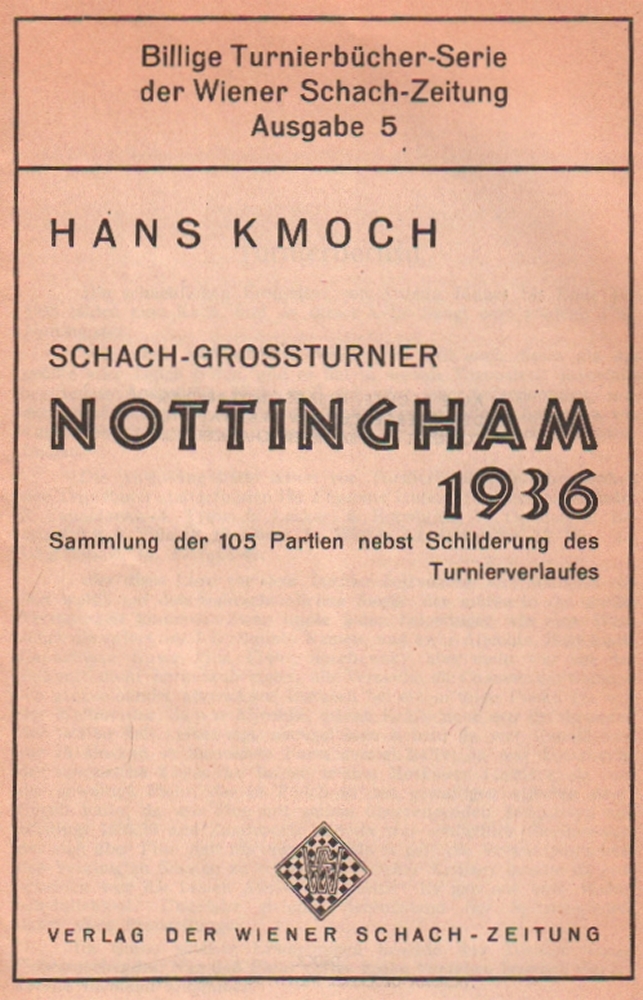 Billige Turnierbücher-Serie
der Wiener Schach-Zeitung
Ausgabe 5
HANS KMOCH
SCHACH-GROSSTURNIER
NOTTINGHAM
1936
Sammlung der 105 Partien nebst Schilderung des
Turnierverlaufes
VERLAG DER WIENER SCHACH-ZEITUNG